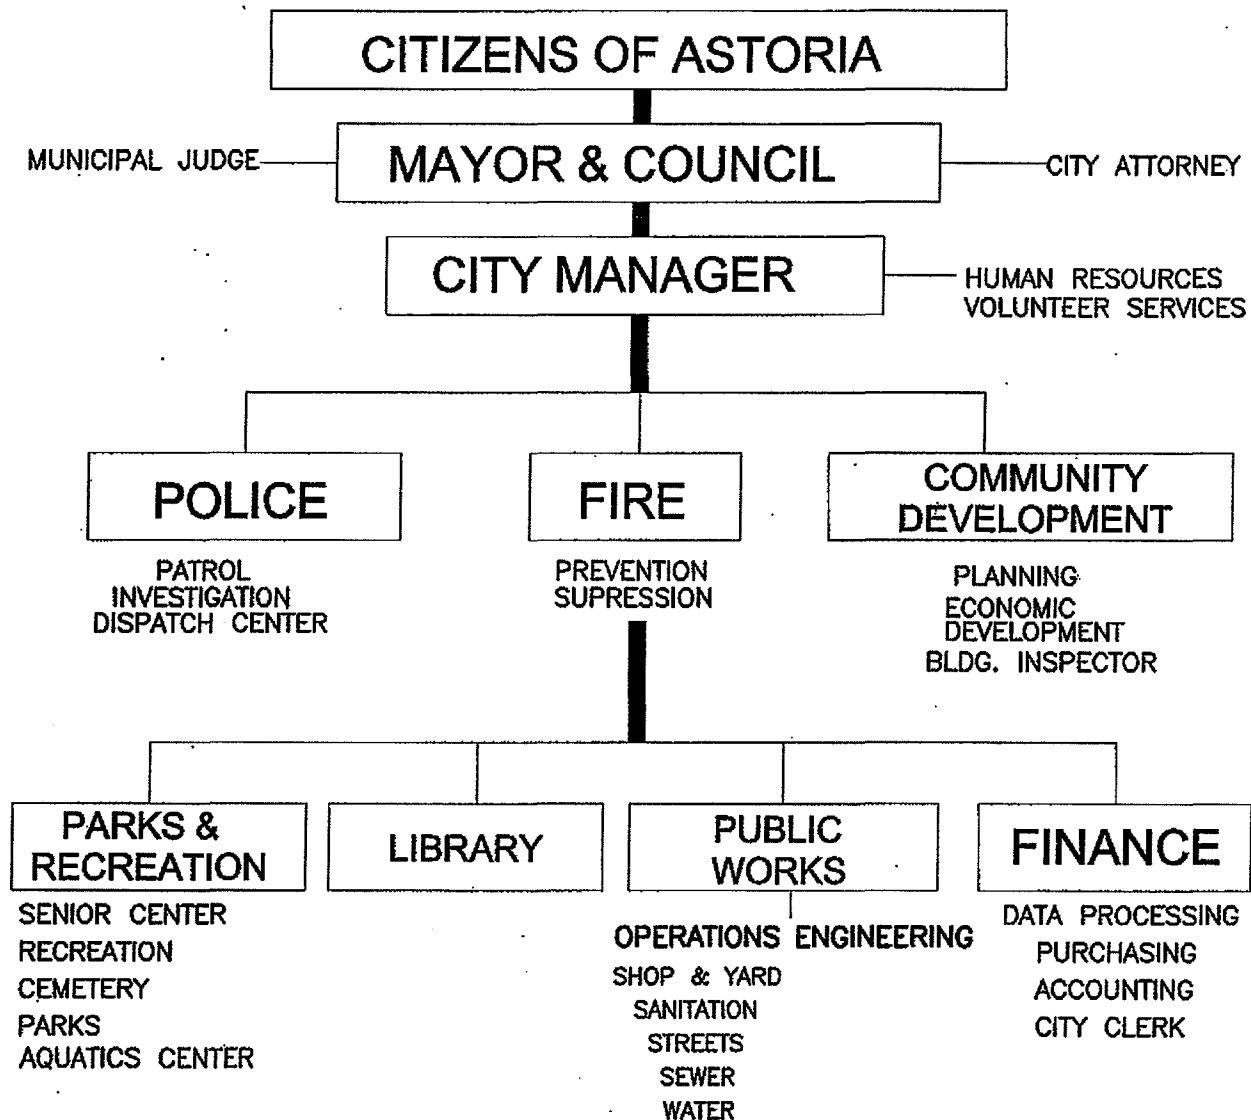 CITIZENS OF ASTORIA
MUNICIPAL JUDGE
MAYOR & COUNCIL
CITY ATTORNEY
CITY MANAGER
HUMAN RESOURCES
VOLUNTEER SERVICES
POLICE
PATROL
INVESTIGATION
DISPATCH CENTER
FIRE
PREVENTION
SUPRESSION
COMMUNITY
DEVELOPMENT
PLANNING
ECONOMIC
DEVELOPMENT
BLDG. INSPECTOR
PARKS &
RECREATION
SENIOR CENTER
RECREATION
CEMETERY
PARKS
AQUATICS CENTER
LIBRARY
PUBLIC
WORKS
OPERATIONS ENGINEERING
SHOP & YARD
SANITATION
STREETS
SEWER
WATER
FINANCE
DATA PROCESSING
PURCHASING
ACCOUNTING
CITY CLERK